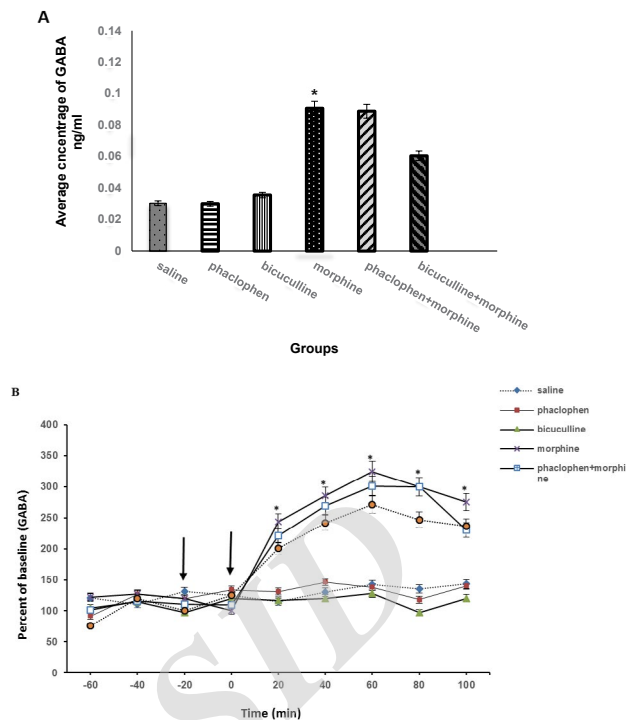 A
Average cncentrage of GABA
ng/ml
0.14
0.12
0.1
0.08
0.06
0.04
0.02
0
*
saline
phaclophen
bicuculline
morphine
phaclophen+morphine
bicuculline+morphine
Groups
B
Percent of baseline (GABA)
400
350
300
250
200
150
100
50
0
* * * * *
-60 -40 -20 0 20 40 60 80 100
Time (min)
saline
phaclophen
bicuculline
morphine
phaclophen+morphi
ne
SID